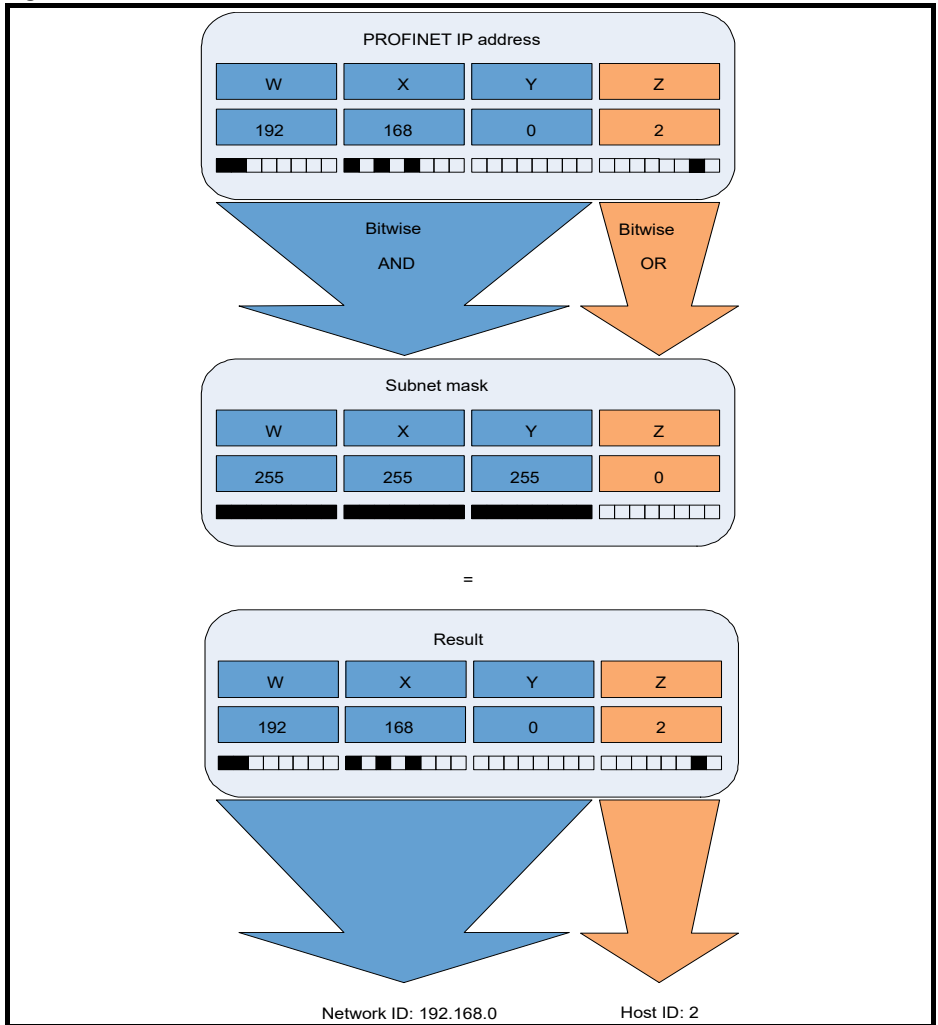 PROFINET IP address
W X Y Z
192 168 0 2
Bitwise Bitwise
AND OR
Subnet mask
W X Y Z
255 255 255 0
=
Result
W X Y Z
192 168 0 2
Network ID: 192.168.0 Host ID: 2